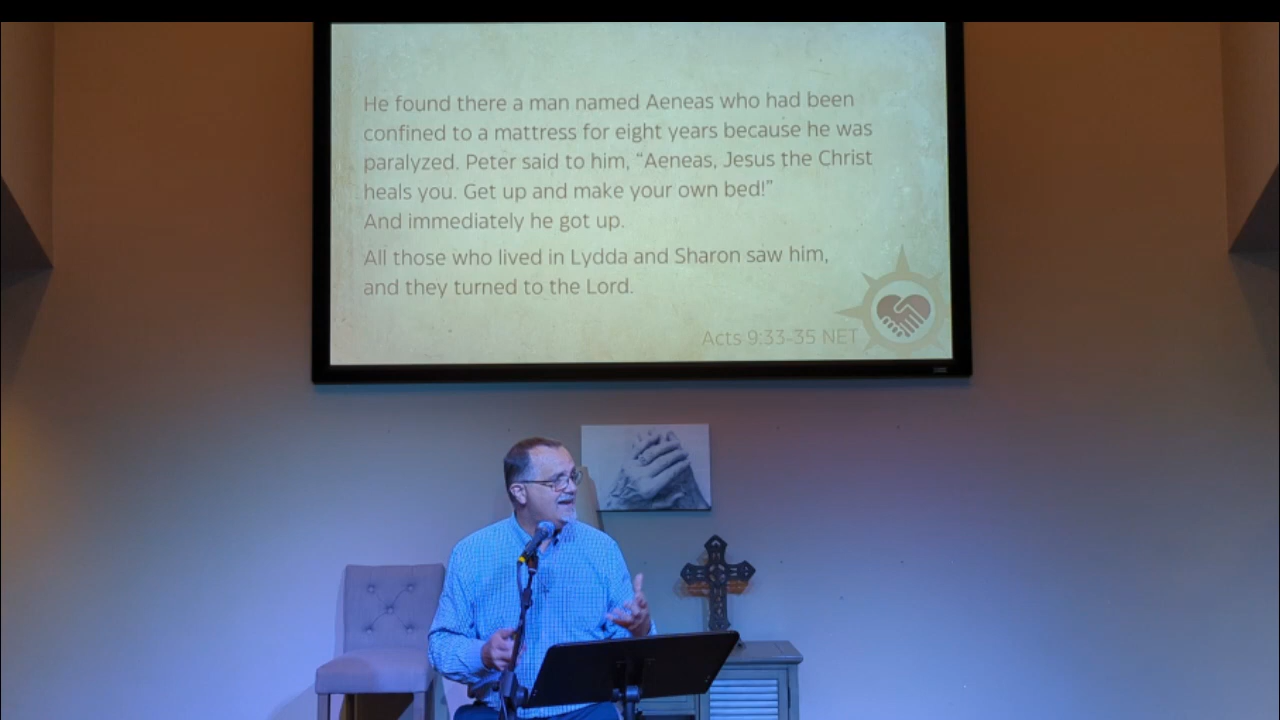 He found there a man named Aeneas who had been
confined to a mattress for eight years because he was
paralyzed. Peter said to him, “Aeneas, Jesus the Christ
heals you. Get up and make your own bed!”
And immediately he got up.
All those who lived in Lydda and Sharon saw him,
and they turned to the Lord.
Acts 9:33-35 NET